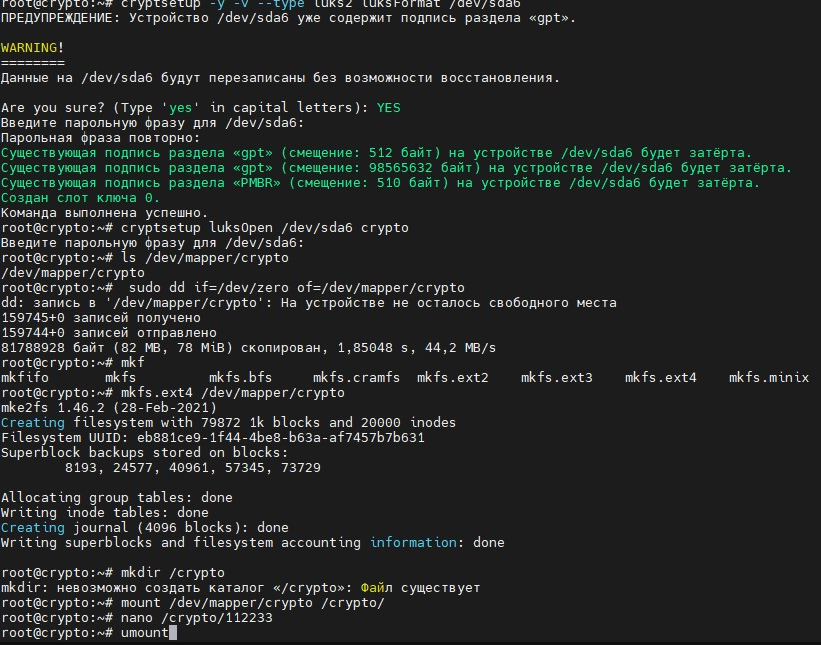 root@crypto:~# cryptsetup -y -v --type luks2 luksFormat /dev/sda6
ПРЕДУПРЕЖДЕНИЕ: Устройство /dev/sda6 уже содержит подпись раздела «gpt».
WARNING!
========
Данные на /dev/sda6 будут перезаписаны без возможности восстановления.
Are you sure? (Type 'yes' in capital letters): YES
Введите парольную фразу для /dev/sda6:
Парольная фраза повторно:
Существующая подпись раздела «gpt» (смещение: 512 байт) на устройстве /dev/sda6 будет затёрта.
Существующая подпись раздела «gpt» (смещение: 98565632 байт) на устройстве /dev/sda6 будет затёрта.
Существующая подпись раздела «PMBR» (смещение: 510 байт) на устройстве /dev/sda6 будет затёрта.
Создан слот ключа 0.
Команда выполнена успешно.
root@crypto:~# cryptsetup luksOpen /dev/sda6 crypto
Введите парольную фразу для /dev/sda6:
root@crypto:~# ls /dev/mapper/crypto
/dev/mapper/crypto
root@crypto:~#  sudo dd if=/dev/zero of=/dev/mapper/crypto
dd: запись в '/dev/mapper/crypto': На устройстве не осталось свободного места
159745+0 записей получено
159744+0 записей отправлено
81788928 байт (82 MB, 78 MiB) скопирован, 1,85048 s, 44,2 MB/s
root@crypto:~# mkf
mkfifo       mkfs         mkfs.bfs     mkfs.cramfs  mkfs.ext2    mkfs.ext3    mkfs.ext4    mkfs.minix
root@crypto:~# mkfs.ext4 /dev/mapper/crypto
mke2fs 1.46.2 (28-Feb-2021)
Creating filesystem with 79872 1k blocks and 20000 inodes
Filesystem UUID: eb881ce9-1f44-4be8-b63a-af7457b7b631
Superblock backups stored on blocks:
        8193, 24577, 40961, 57345, 73729
Allocating group tables: done
Writing inode tables: done
Creating journal (4096 blocks): done
Writing superblocks and filesystem accounting information: done
root@crypto:~# mkdir /crypto
mkdir: невозможно создать каталог «/crypto»: Файл существует
root@crypto:~# mount /dev/mapper/crypto /crypto/
root@crypto:~# nano /crypto/112233
root@crypto:~# umount